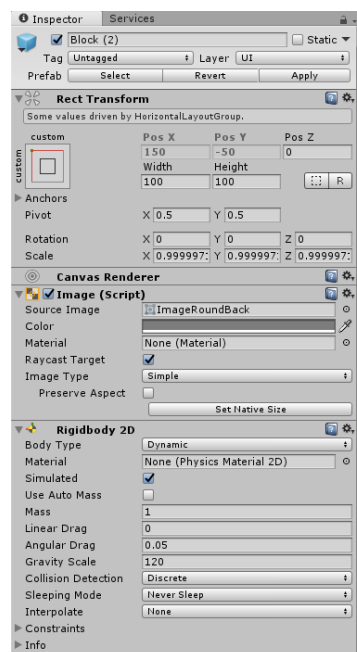 Inspector Services
Block (2) Static
Tag Untagged Layer UI
Prefab Select Revert Apply
Rect Transform
Some values driven by HorizontalLayoutGroup.
custom Pos X Pos Y Pos Z
custom 150 -50 0
Width Height
100 100 R
Anchors
Pivot X 0.5 Y 0.5
Rotation X 0 Y 0 Z 0
Scale X 0.999997 Y 0.999997 Z 0.999997
Canvas Renderer
Image (Script)
Source Image ImageRoundBack
Color
Material None (Material)
Raycast Target
Image Type Simple
Preserve Aspect
Set Native Size
Rigidbody 2D
Body Type Dynamic
Material None (Physics Material 2D)
Simulated
Use Auto Mass
Mass 1
Linear Drag 0
Angular Drag 0.05
Gravity Scale 120
Collision Detection Discrete
Sleeping Mode Never Sleep
Interpolate None
Constraints
Info